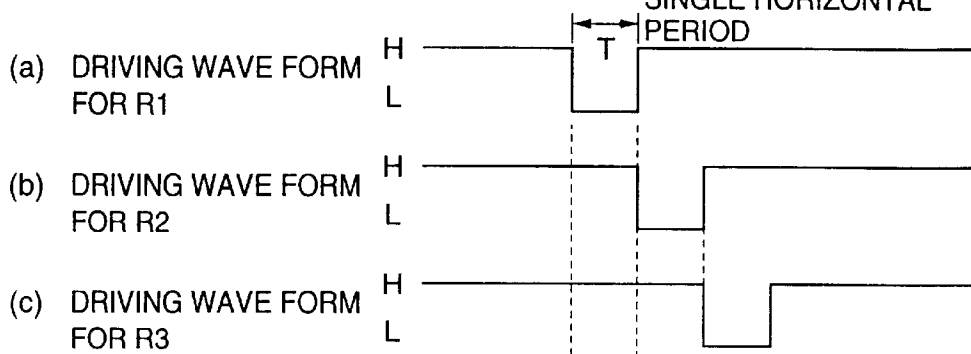 SINGLE HORIZONTAL
PERIOD
T
(a) DRIVING WAVE FORM
FOR R1
H
L
(b) DRIVING WAVE FORM
FOR R2
H
L
(c) DRIVING WAVE FORM
FOR R3
H
L